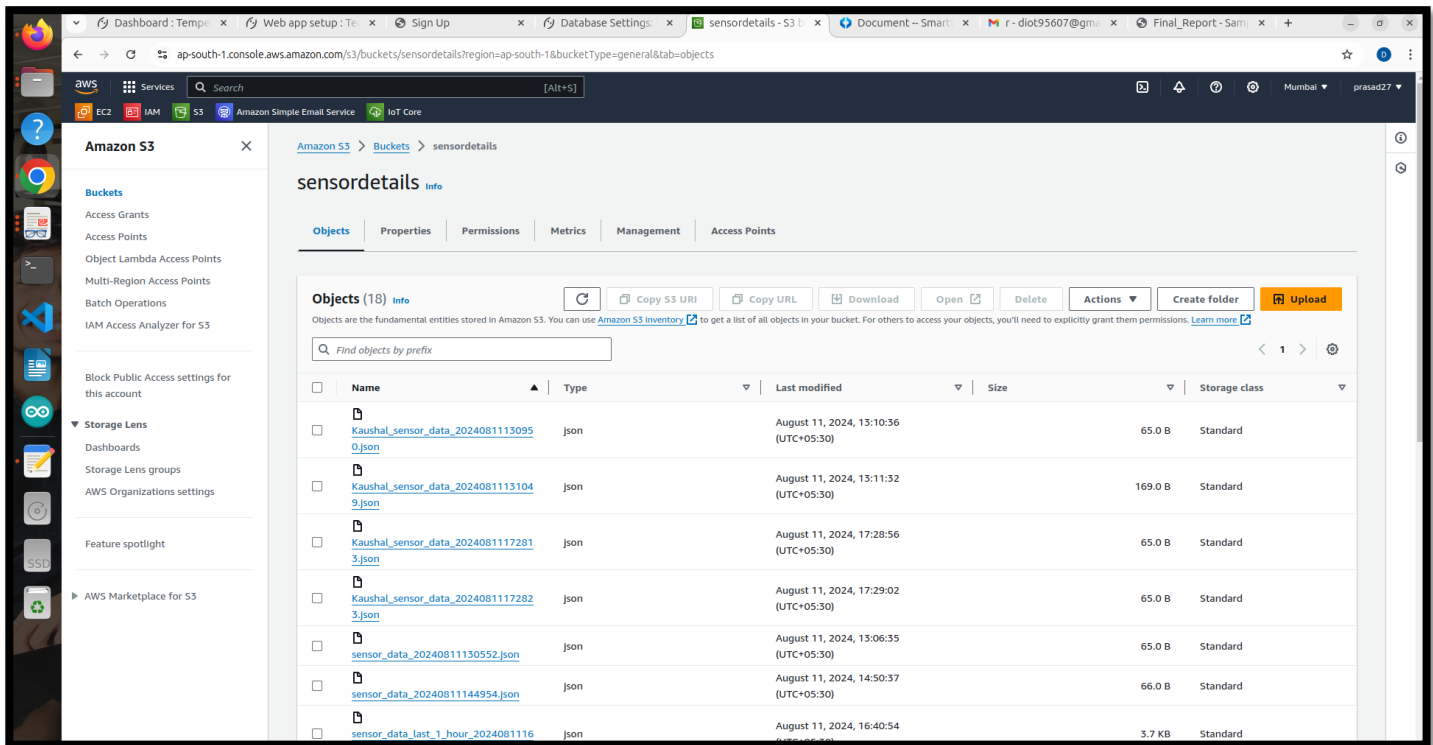 Dashboard : Tempe
Web app setup : Te
Sign Up
Database Settings:
sensordetails - S3 b
Document -- Smart
r - diot95607@gma
Final_Report - Sam
ap-south-1.console.aws.amazon.com/s3/buckets/sensordetails?region=ap-south-1&bucketType=general&tab=objects
D
aws
Services
Search
[Alt+S]
Mumbai ▼
prasad27 ▼
EC2
IAM
S3
Amazon Simple Email Service
IoT Core
Amazon S3
Buckets
Access Grants
Access Points
Object Lambda Access Points
Multi-Region Access Points
Batch Operations
IAM Access Analyzer for S3
Block Public Access settings for
this account
Storage Lens
Dashboards
Storage Lens groups
AWS Organizations settings
Feature spotlight
AWS Marketplace for S3
SSD
Amazon S3 > Buckets > sensordetails
sensordetails Info
Objects Properties Permissions Metrics Management Access Points
Objects (18) Info
Copy S3 URI
Copy URL
Download
Open
Delete
Actions ▼
Create folder
Upload
Objects are the fundamental entities stored in Amazon S3. You can use Amazon S3 inventory to get a list of all objects in your bucket. For others to access your objects, you'll need to explicitly grant them permissions. Learn more
Find objects by prefix
1
Name Type Last modified Size Storage class
Kaushal_sensor_data_2024081113095
0.json
json
August 11, 2024, 13:10:36
(UTC+05:30)
65.0 B
Standard
Kaushal_sensor_data_2024081113104
9.json
json
August 11, 2024, 13:11:32
(UTC+05:30)
169.0 B
Standard
Kaushal_sensor_data_2024081117281
3.json
json
August 11, 2024, 17:28:56
(UTC+05:30)
65.0 B
Standard
Kaushal_sensor_data_2024081117282
3.json
json
August 11, 2024, 17:29:02
(UTC+05:30)
65.0 B
Standard
sensor_data_20240811130552.json
json
August 11, 2024, 13:06:35
(UTC+05:30)
65.0 B
Standard
sensor_data_20240811144954.json
json
August 11, 2024, 14:50:37
(UTC+05:30)
66.0 B
Standard
sensor_data_last_1_hour_2024081116
json
August 11, 2024, 16:40:54
(UTC+05:30)
3.7 KB
Standard